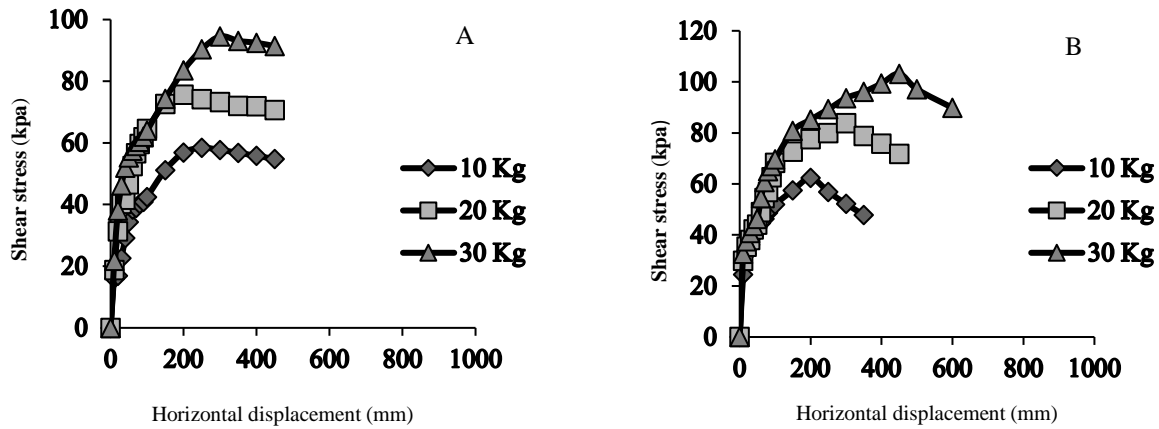 A
Shear stress (kpa)
100
80
60
40
20
0
0 200 400 600 800 1000
Horizontal displacement (mm)
10 Kg
20 Kg
30 Kg
B
Shear stress (kpa)
120
100
80
60
40
20
0
0 200 400 600 800 1000
Horizontal displacement (mm)
10 Kg
20 Kg
30 Kg